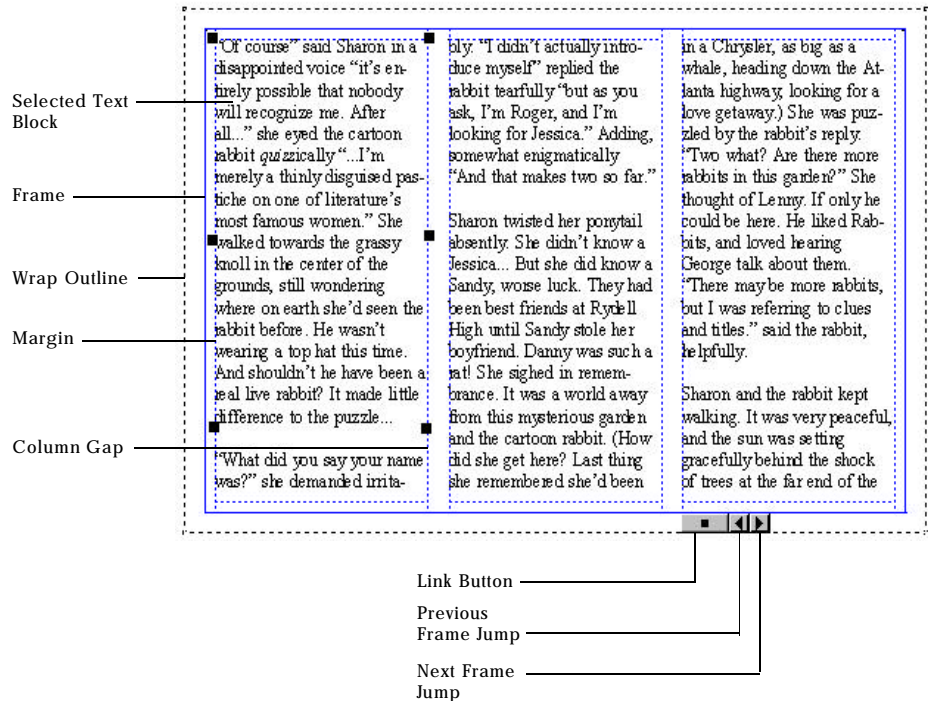 Selected Text
Block
Frame
Wrap Outline
Margin
Column Gap
“Of course” said Sharon in a
disappointed voice “it’s en-
tirely possible that nobody
will recognize me. After
all...” she eyed the cartoon
rabbit quizzically “...I’m
merely a thinly disguised pas-
tiche on one of literature’s
most famous women.” She
walked towards the grassy
knoll in the center of the
grounds, still wondering
where on earth she’d seen the
rabbit before. He wasn’t
wearing a top hat this time.
And shouldn’t he have been a
real live rabbit? It made little
difference to the puzzle...
“What did you say your name
was?” she demanded irrita-
bly. “I didn’t actually intro-
duce myself” replied the
rabbit tearfully “but as you
ask, I’m Roger, and I’m
looking for Jessica.” Adding,
somewhat enigmatically
“And that makes two so far.”
Sharon twisted her ponytail
absently. She didn’t know a
Jessica... But she did know a
Sandy, worse luck. They had
been best friends at Rydell
High until Sandy stole her
boyfriend. Danny was such a
rat! She sighed in remem-
brance. It was a world away
from this mysterious garden
and the cartoon rabbit. (How
did she get here? Last thing
she remembered she’d been
in a Chrysler, as big as a
whale, heading down the At-
lanta highway, looking for a
love getaway.) She was puz-
zled by the rabbit’s reply.
“Two what? Are there more
rabbits in this garden?” She
thought of Lenny. If only he
could be here. He liked Rab-
bits, and loved hearing
George talk about them.
“There may be more rabbits,
but I was referring to clues
and titles.” said the rabbit,
helpfully.
Sharon and the rabbit kept
walking. It was very peaceful,
and the sun was setting
gracefully behind the shock
of trees at the far end of the
Link Button
Previous
Frame Jump
Next Frame
Jump